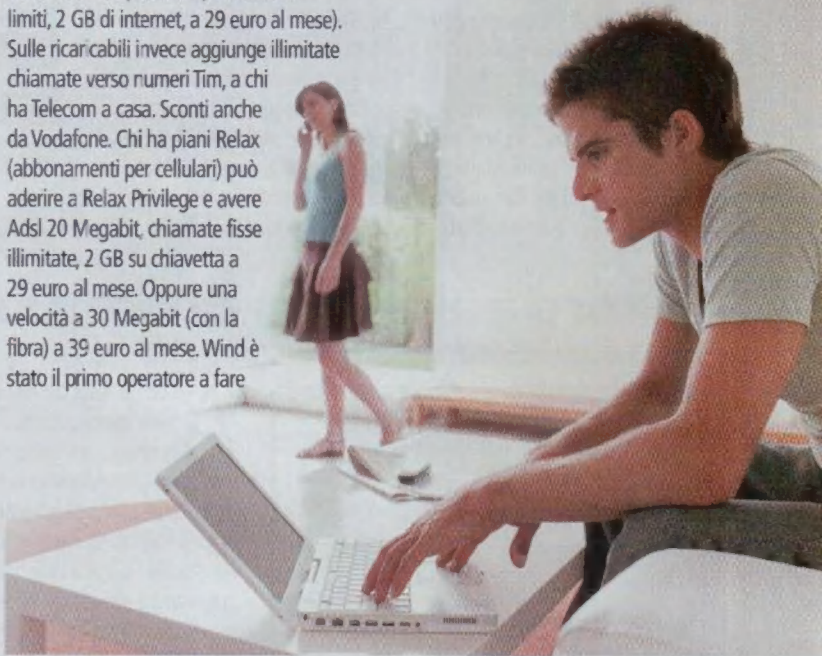 limiti, 2 GB di internet, a 29 euro al mese).
Sulle ricaricabili invece aggiunge illimitate
chiamate verso numeri Tim, a chi
ha Telecom a casa. Sconti anche
da Vodafone. Chi ha piani Relax
(abbonamenti per cellulari) può
aderire a Relax Privilege e avere
Adsl 20 Megabit, chiamate fisse
illimitate, 2 GB su chiavetta a
29 euro al mese. Oppure una
velocità a 30 Megabit (con la
fibra) a 39 euro al mese. Wind è
stato il primo operatore a fare